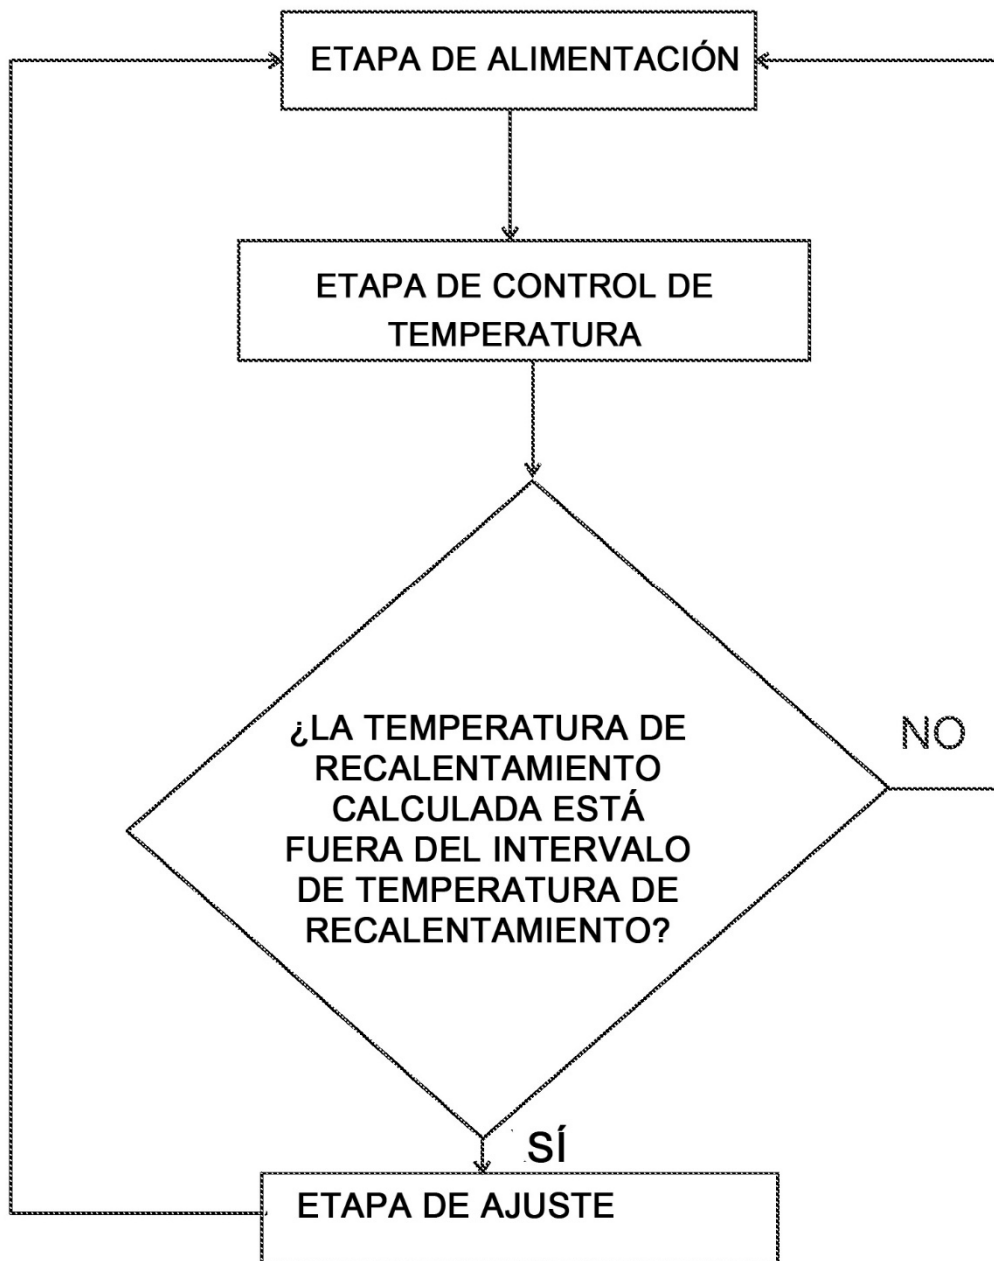 ETAPA DE ALIMENTACIÓN
ETAPA DE CONTROL DE
TEMPERATURA
¿LA TEMPERATURA DE
RECALENTAMIENTO
CALCULADA ESTÁ
FUERA DEL INTERVALO
DE TEMPERATURA DE
RECALENTAMIENTO?
NO
SÍ
ETAPA DE AJUSTE